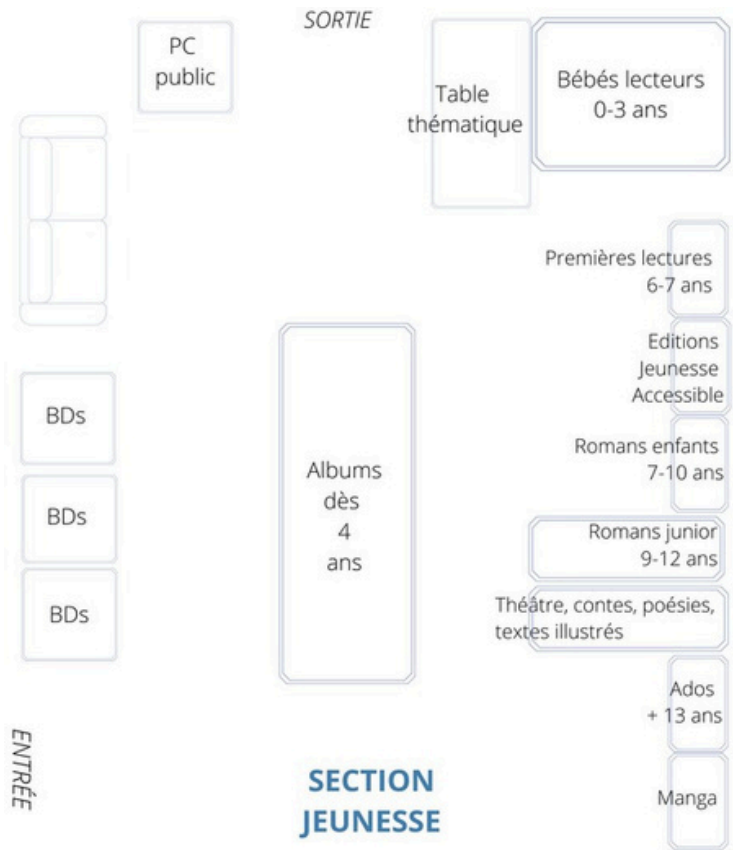 SORTIE
PC
public
Table
thématique
Bébés lecteurs
0-3 ans
Premières lectures
6-7 ans
Editions
Jeunesse
Accessible
BDs
Romans enfants
7-10 ans
Albums
dès
4
ans
BDs
Romans junior
9-12 ans
BDs
Théâtre, contes, poésies,
textes illustrés
Ados
+ 13 ans
ENTRÉE
SECTION
JEUNESSE
Manga